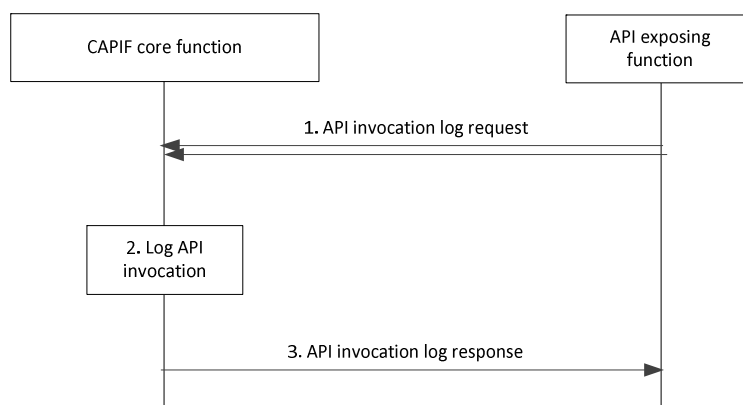 CAPIF core function
API exposing
function
1. API invocation log request
2. Log API
invocation
3. API invocation log response